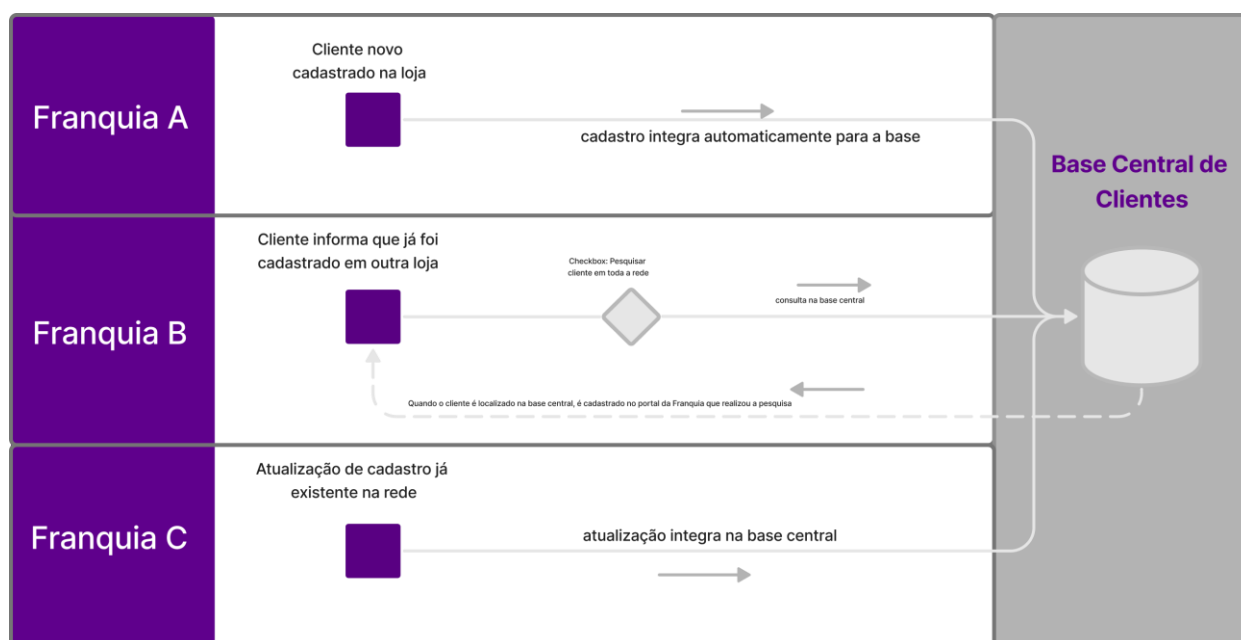 Franquia A
Cliente novo
cadastrado na loja
cadastro integra automaticamente para a base
Base Central de
Clientes
Franquia B
Cliente informa que já foi
cadastrado em outra loja
Checkbox: Pesquisar
cliente em toda a rede
consulta na base central
Quando o cliente é localizado na base central, é cadastrado no portal da Franquia que realizou a pesquisa
Franquia C
Atualização de cadastro já
existente na rede
atualização integra na base central